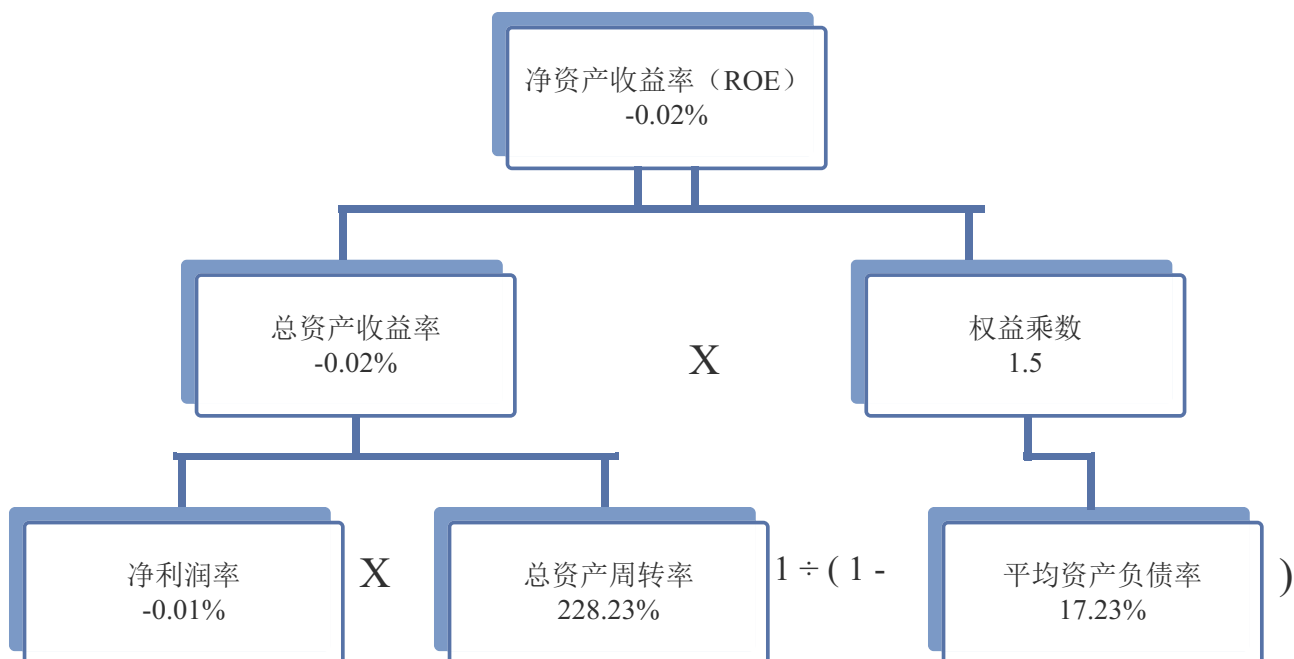 净资产收益率（ROE）
-0.02%
总资产收益率
-0.02%
X
权益乘数
1.5
净利润率
-0.01%
X
总资产周转率
228.23%
1 ÷ ( 1 -
平均资产负债率
17.23%
)